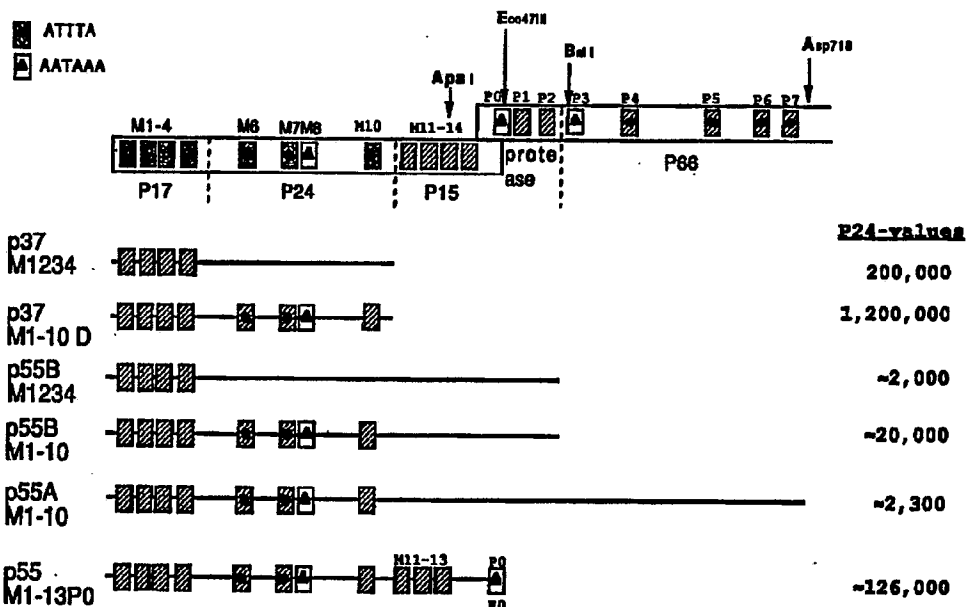 ATTTA
AATAAA
Eco47III
Bal I
Asp718
Apa I
P0 P1 P2 P3 P4 P5 P6 P7
M1-4 M6 M7M8 M10 M11-14
prote
ase
P66
P17 P24 P15
P24-values
p37
M1234
200,000
p37
M1-10 D
1,200,000
p55B
M1234
≈2,000
p55B
M1-10
≈20,000
p55A
M1-10
≈2,300
M11-13 P0
p55
M1-13P0
≈126,000